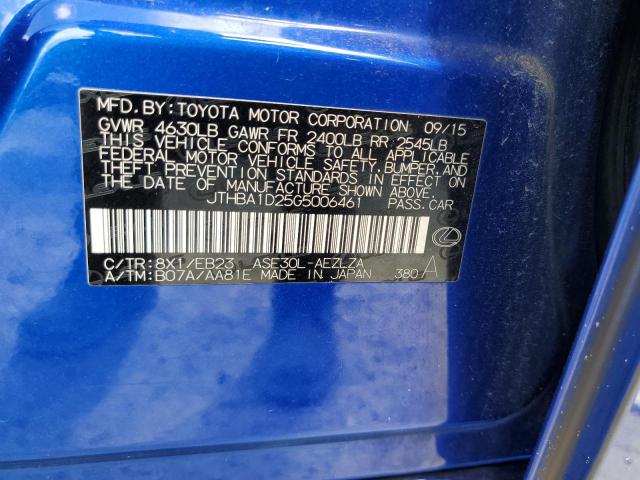 MFD. BY: TOYOTA MOTOR CORPORATION 09/15
GVWR 4630LB GAWR FR 2400LB RR 2545LB
THIS VEHICLE CONFORMS TO ALL APPLICABLE
FEDERAL MOTOR VEHICLE SAFETY, BUMPER, AND
THEFT PREVENTION STANDARDS IN EFFECT ON
THE DATE OF MANUFACTURE SHOWN ABOVE.
JTHBA1D25G5006461 PASS.CAR
C/TR:8X1/EB23 ASE30L-AEZLZA
A/TM:B07A/AA81E MADE IN JAPAN 380A